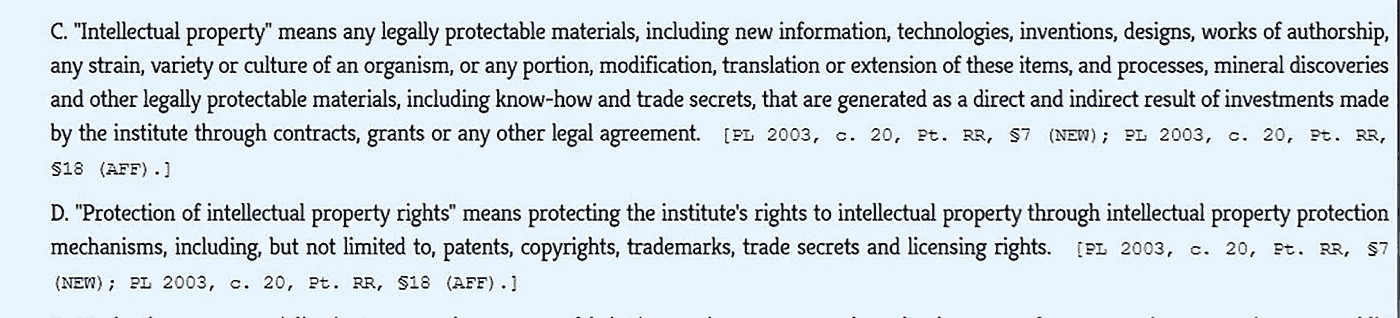 C. "Intellectual property" means any legally protectable materials, including new information, technologies, inventions, designs, works of authorship,
any strain, variety or culture of an organism, or any portion, modification, translation or extension of these items, and processes, mineral discoveries
and other legally protectable materials, including know-how and trade secrets, that are generated as a direct and indirect result of investments made
by the institute through contracts, grants or any other legal agreement. [PL 2003, c. 20, Pt. RR, §7 (NEW); PL 2003, c. 20, Pt. RR,
§18 (AFF).]
D. "Protection of intellectual property rights" means protecting the institute's rights to intellectual property through intellectual property protection
mechanisms, including, but not limited to, patents, copyrights, trademarks, trade secrets and licensing rights. [PL 2003, c. 20, Pt. RR, §7
(NEW); PL 2003, c. 20, Pt. RR, §18 (AFF).]